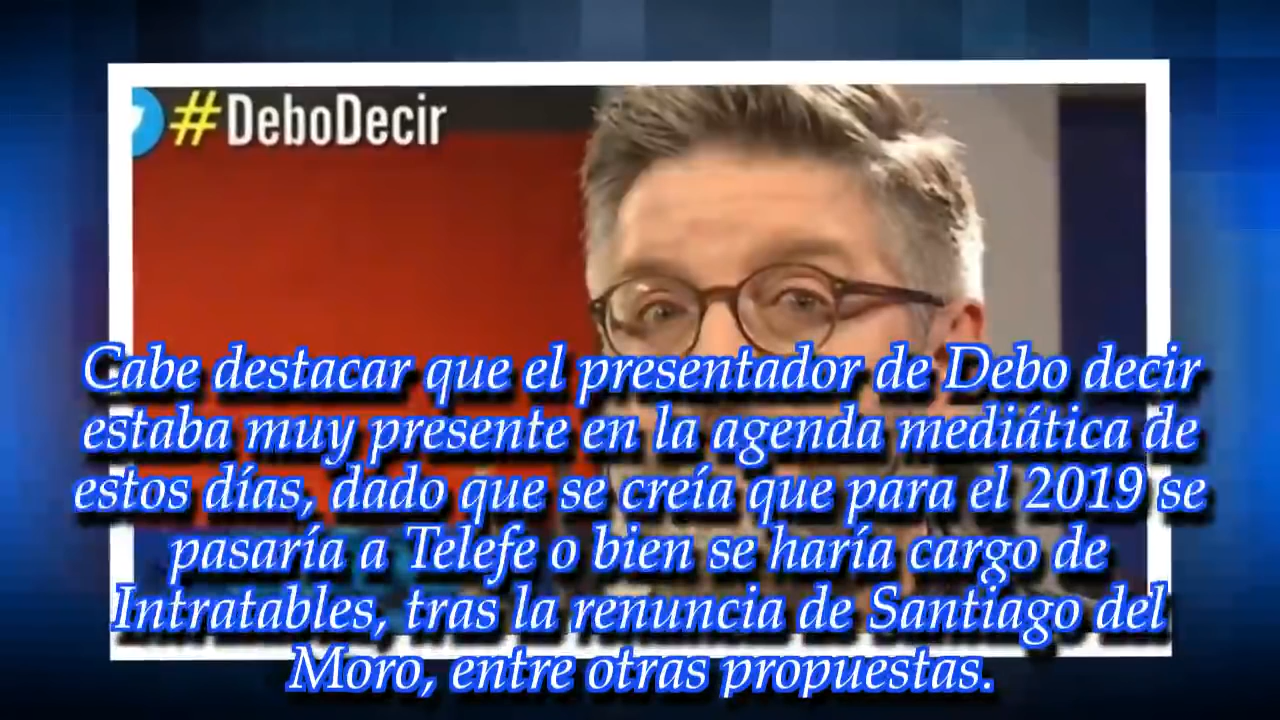 #DeboDecir
Cabe destacar que el presentador de Debo decir
estaba muy presente en la agenda mediática de
estos días, dado que se creía que para el 2019 se
pasaría a Telefe o bien se haría cargo de
Intratables, tras la renuncia de Santiago del
Moro, entre otras propuestas.